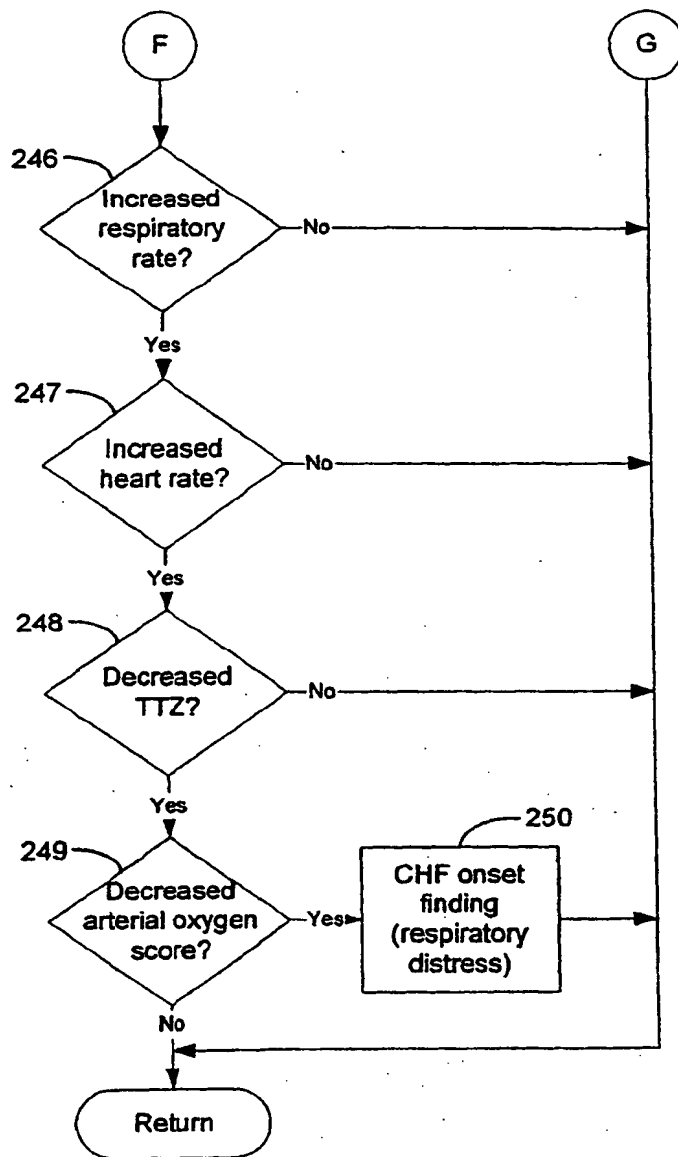 F
G
246
Increased
respiratory
rate?
No
Yes
247
Increased
heart rate?
No
Yes
248
Decreased
TTZ?
No
Yes
249
Decreased
arterial oxygen
score?
Yes
250
CHF onset
finding
(respiratory
distress)
No
Return